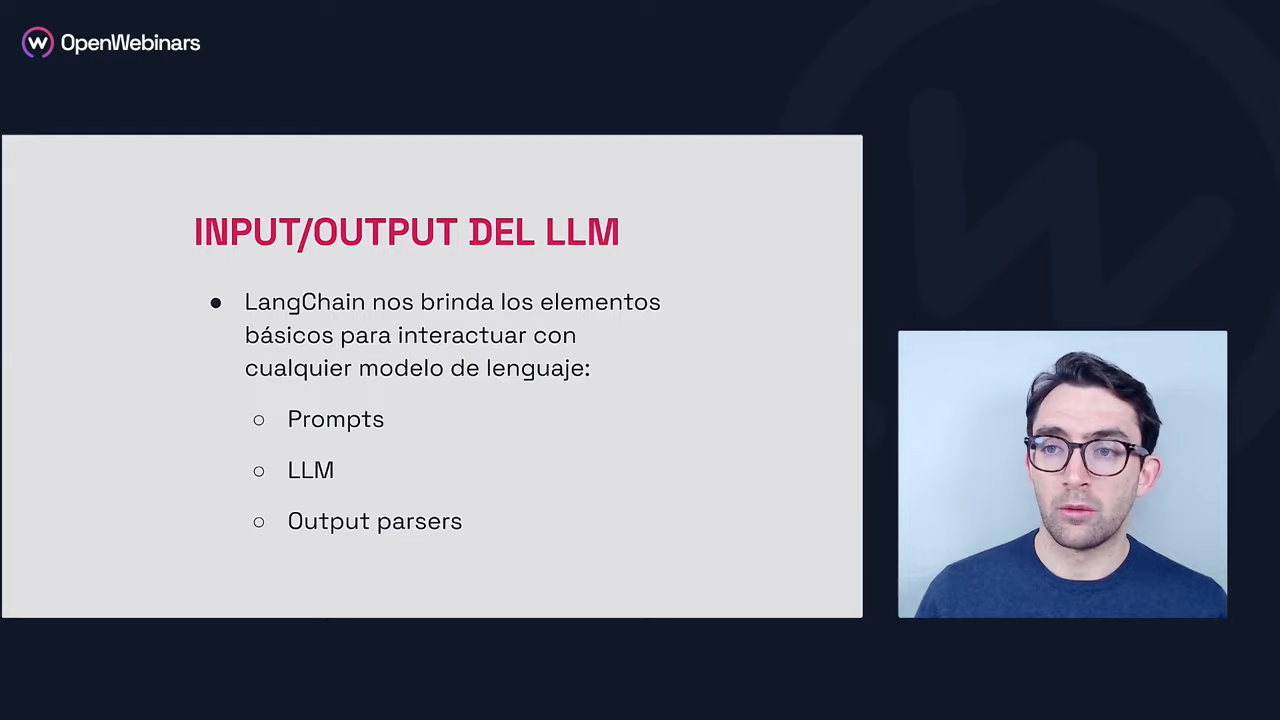 OpenWebinars
INPUT/OUTPUT DEL LLM
● LangChain nos brinda los elementos
básicos para interactuar con
cualquier modelo de lenguaje:
○ Prompts
○ LLM
○ Output parsers